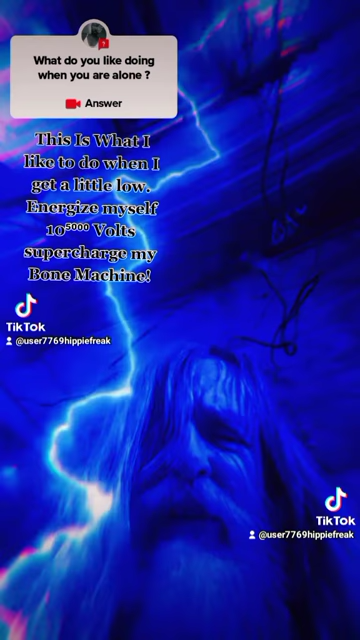 What do you like doing
when you are alone ?
Answer
This Is What I
like to do when I
get a little low.
Energize myself
10⁵⁰⁰⁰ Volts
supercharge my
Bone Machine!
TikTok
@user7769hippiefreak
TikTok
@user7769hippiefreak